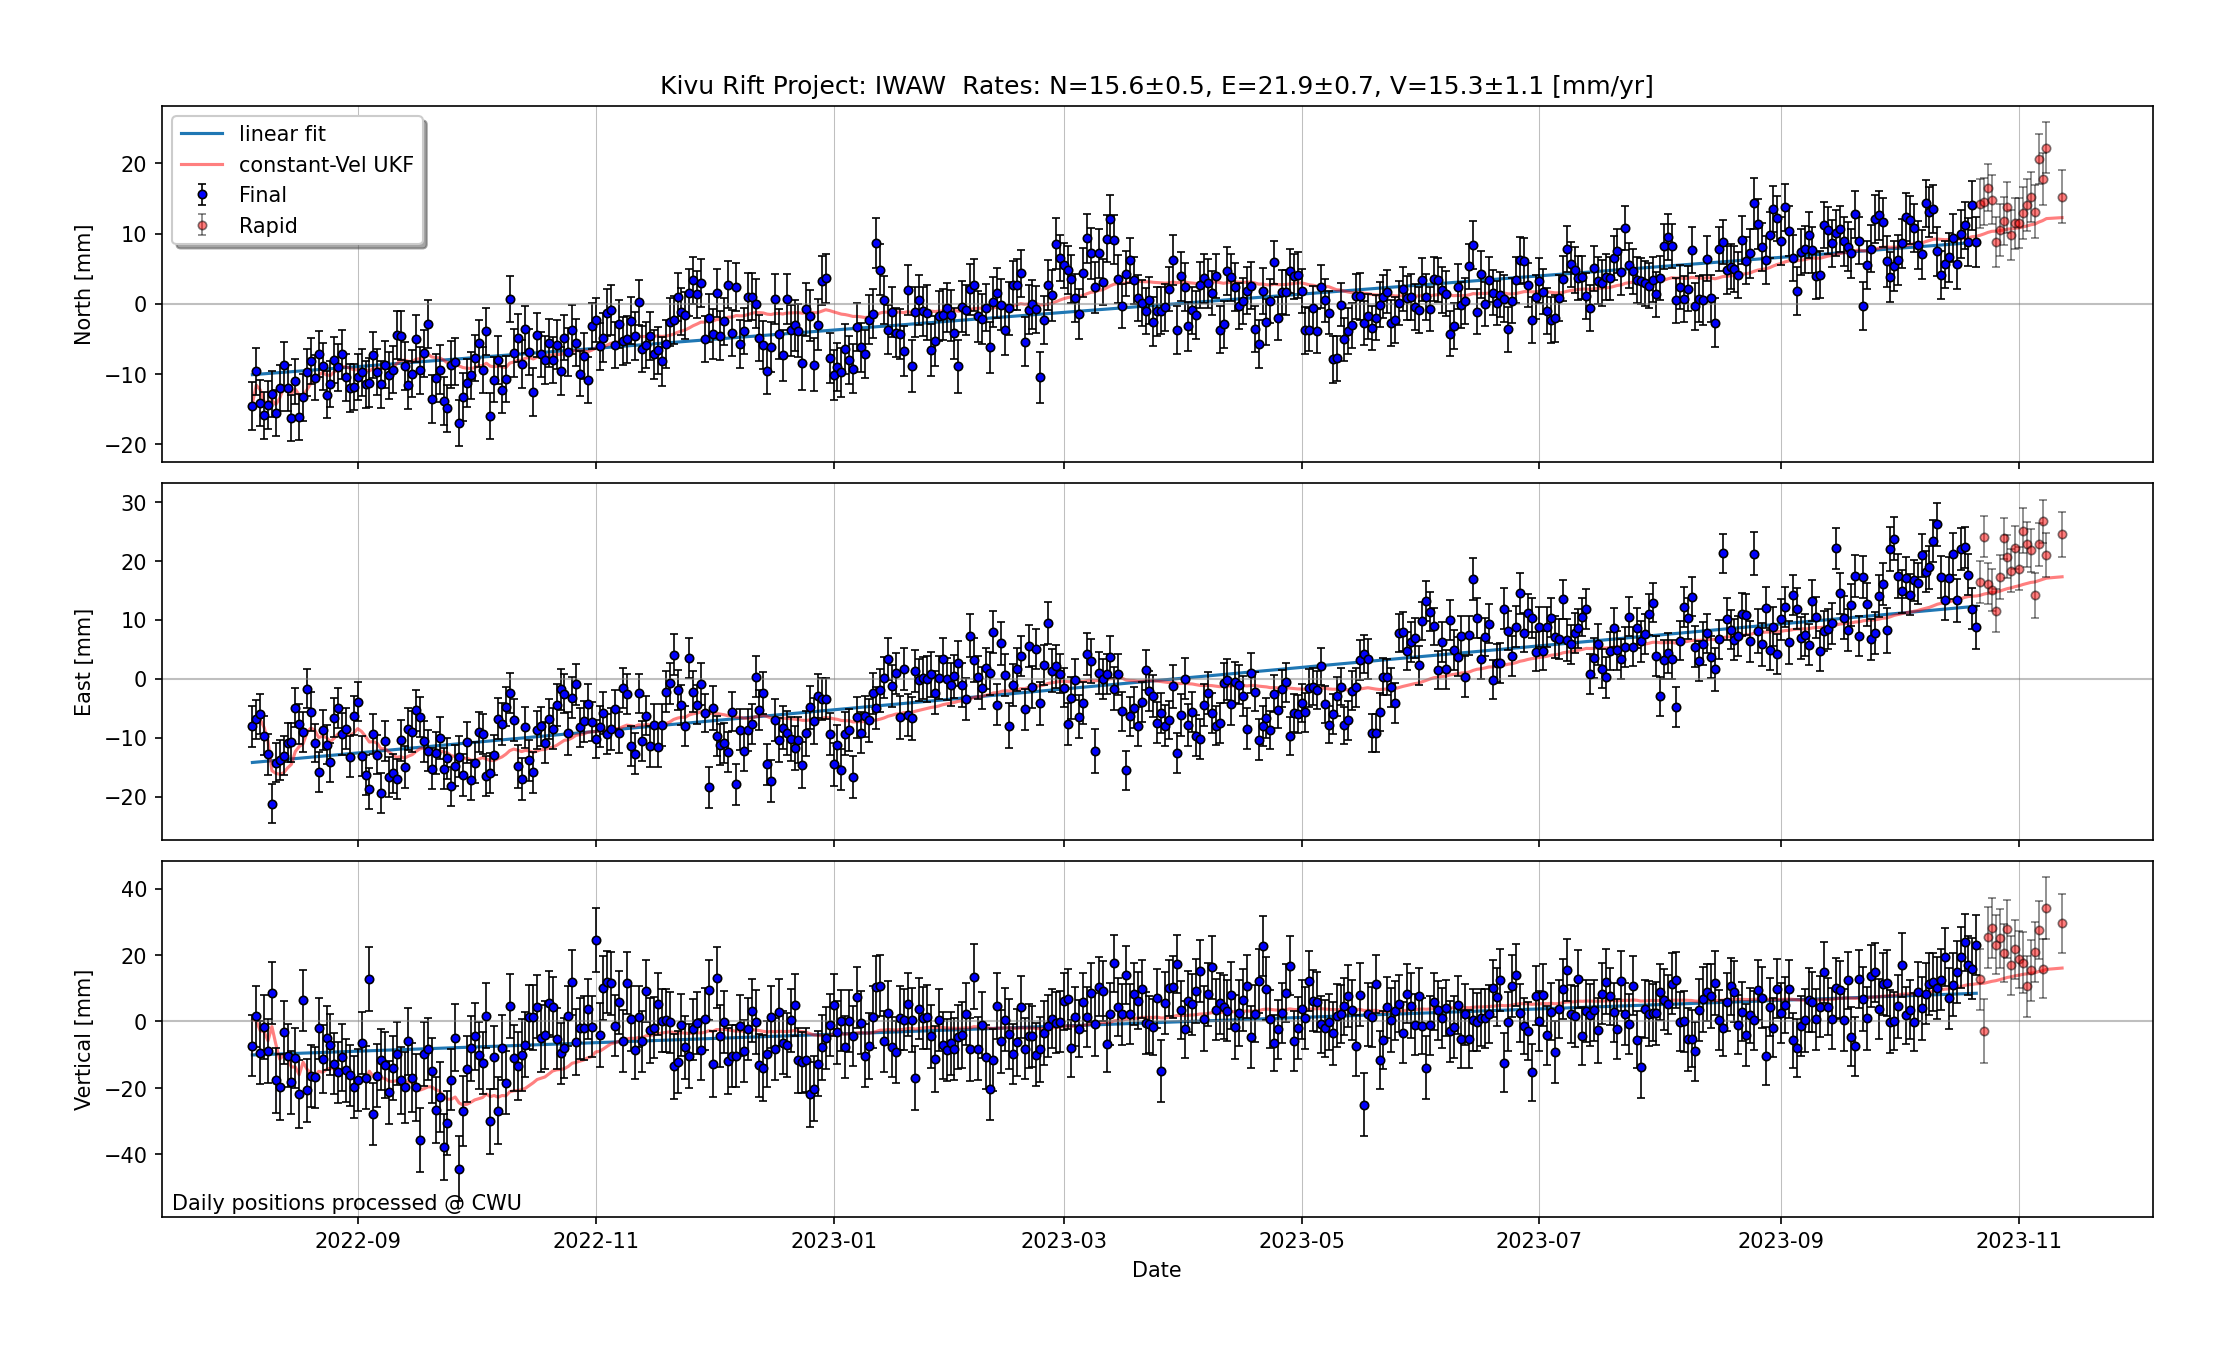 Kivu Rift Project: IWAW  Rates: N=15.6±0.5, E=21.9±0.7, V=15.3±1.1 [mm/yr]
linear fit
constant-Vel UKF
Final
Rapid
North [mm]
20
10
0
−10
−20
East [mm]
30
20
10
0
−10
−20
Vertical [mm]
40
20
0
−20
−40
Daily positions processed @ CWU
2022-09 2022-11 2023-01 2023-03 2023-05 2023-07 2023-09 2023-11
Date